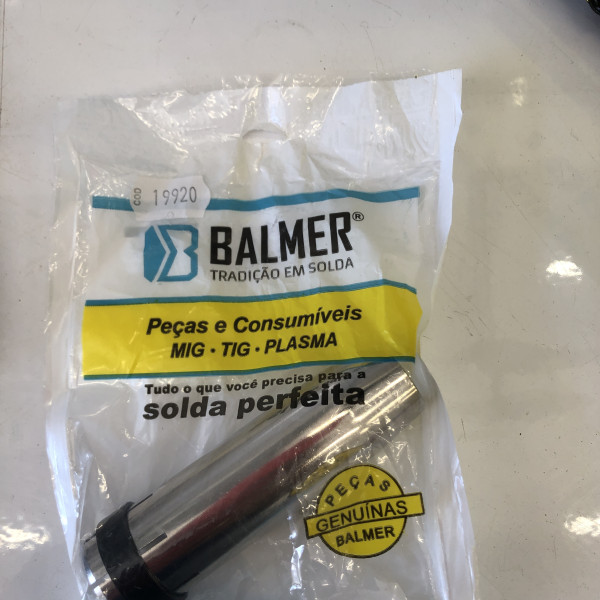 COD 19920
BALMER®
TRADIÇÃO EM SOLDA
Peças e Consumíveis
MIG · TIG · PLASMA
Tudo o que você precisa para a
solda perfeita
PEÇAS
GENUÍNAS
BALMER